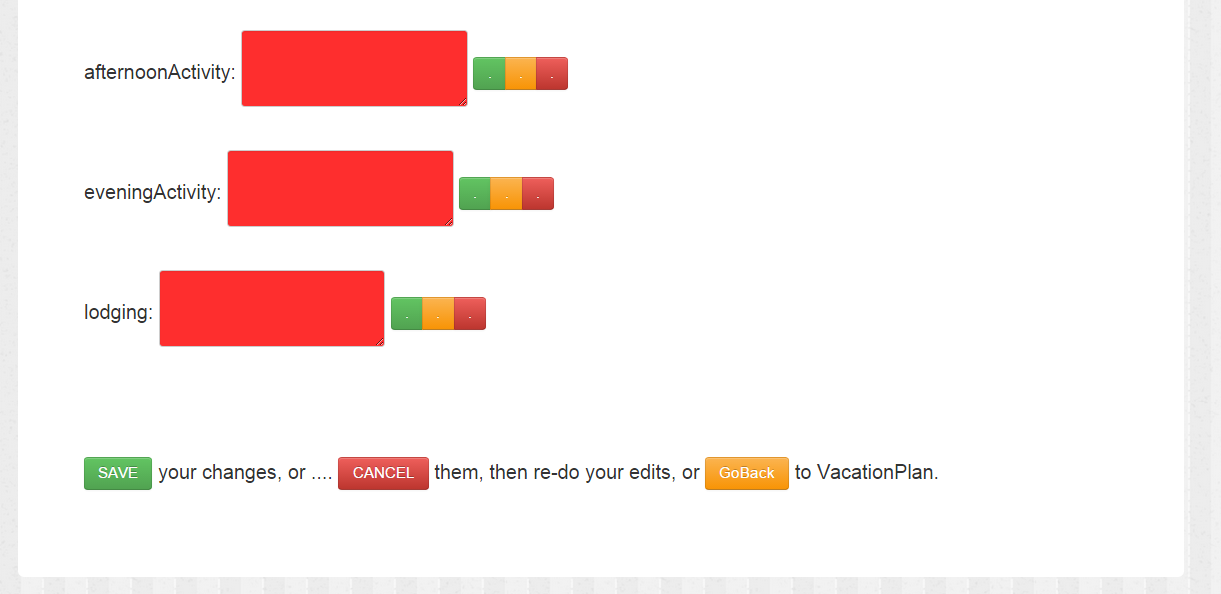 afternoonActivity: . . .
eveningActivity: . . .
lodging: . . .
SAVE your changes, or .... CANCEL them, then re-do your edits, or GoBack to VacationPlan.